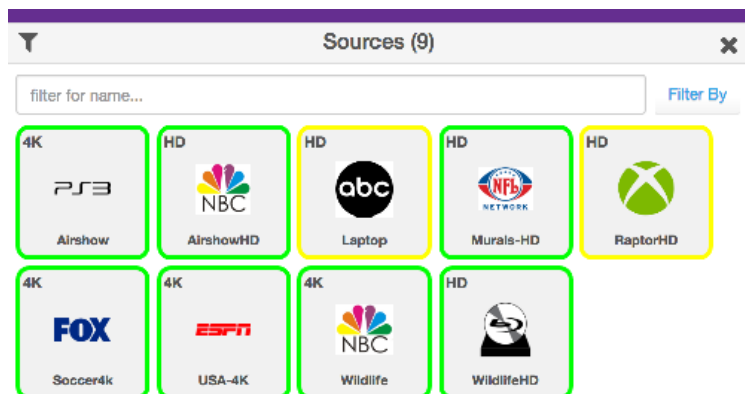 Sources (9)
filter for name...
Filter By
4K
HD
HD
HD
HD
PS3
NBC
abc
NFL
NETWORK
Airshow
AirshowHD
Laptop
Murals-HD
RaptorHD
4K
4K
4K
HD
FOX
ESPN
NBC
Soccer4k
USA-4K
Wildlife
WildlifeHD